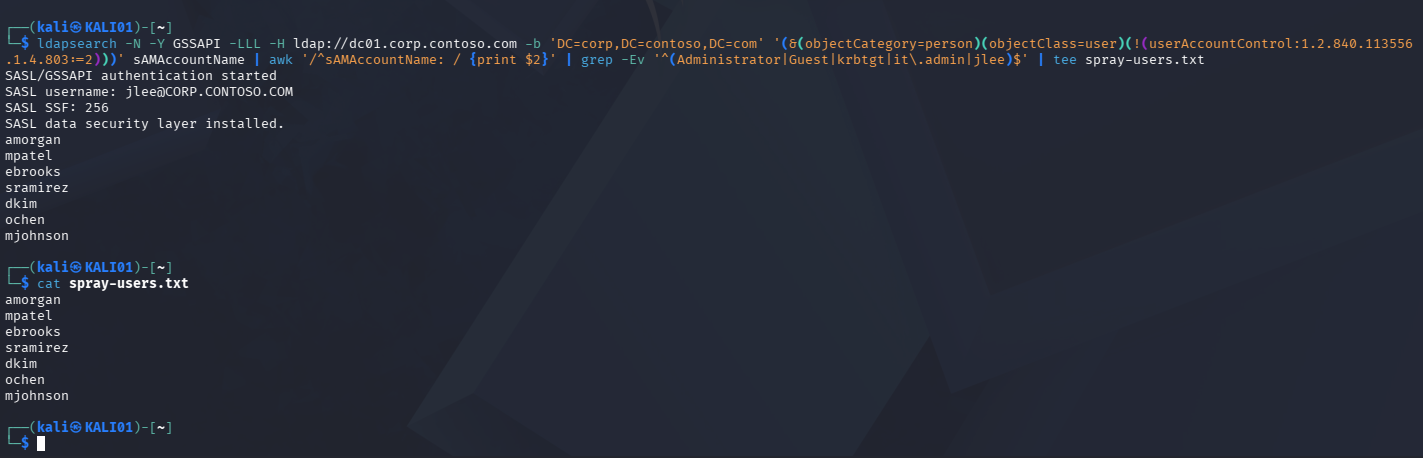 ┌──(kali㉿KALI01)-[~]
└─$ ldapsearch -N -Y GSSAPI -LLL -H ldap://dc01.corp.contoso.com -b 'DC=corp,DC=contoso,DC=com' '(&(objectCategory=person)(objectClass=user)(!(userAccountControl:1.2.840.113556
.1.4.803:=2)))' sAMAccountName | awk '/^sAMAccountName: / {print $2}' | grep -Ev '^(Administrator|Guest|krbtgt|it\.admin|jlee)$' | tee spray-users.txt
SASL/GSSAPI authentication started
SASL username: jlee@CORP.CONTOSO.COM
SASL SSF: 256
SASL data security layer installed.
amorgan
mpatel
ebrooks
sramirez
dkim
ochen
mjohnson
┌──(kali㉿KALI01)-[~]
└─$ cat spray-users.txt
amorgan
mpatel
ebrooks
sramirez
dkim
ochen
mjohnson
┌──(kali㉿KALI01)-[~]
└─$